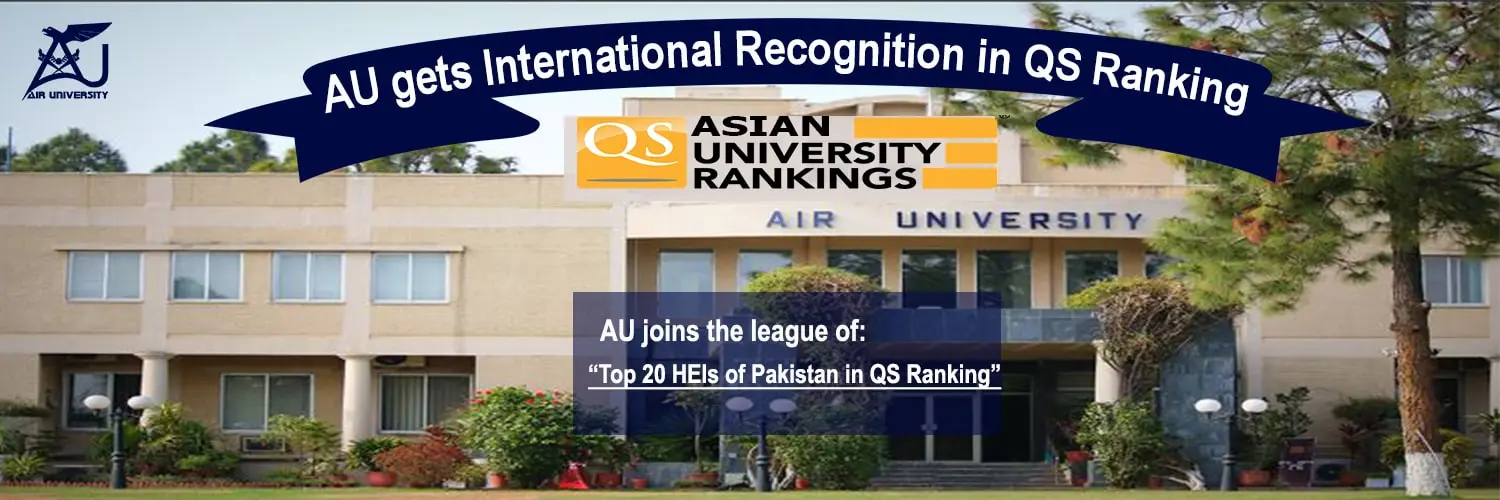 AU
AIR UNIVERSITY
AU gets International Recognition in QS Ranking
QS
ASIAN
UNIVERSITY
RANKINGS
AIR UNIVERSITY
AU joins the league of:
“Top 20 HEIs of Pakistan in QS Ranking”